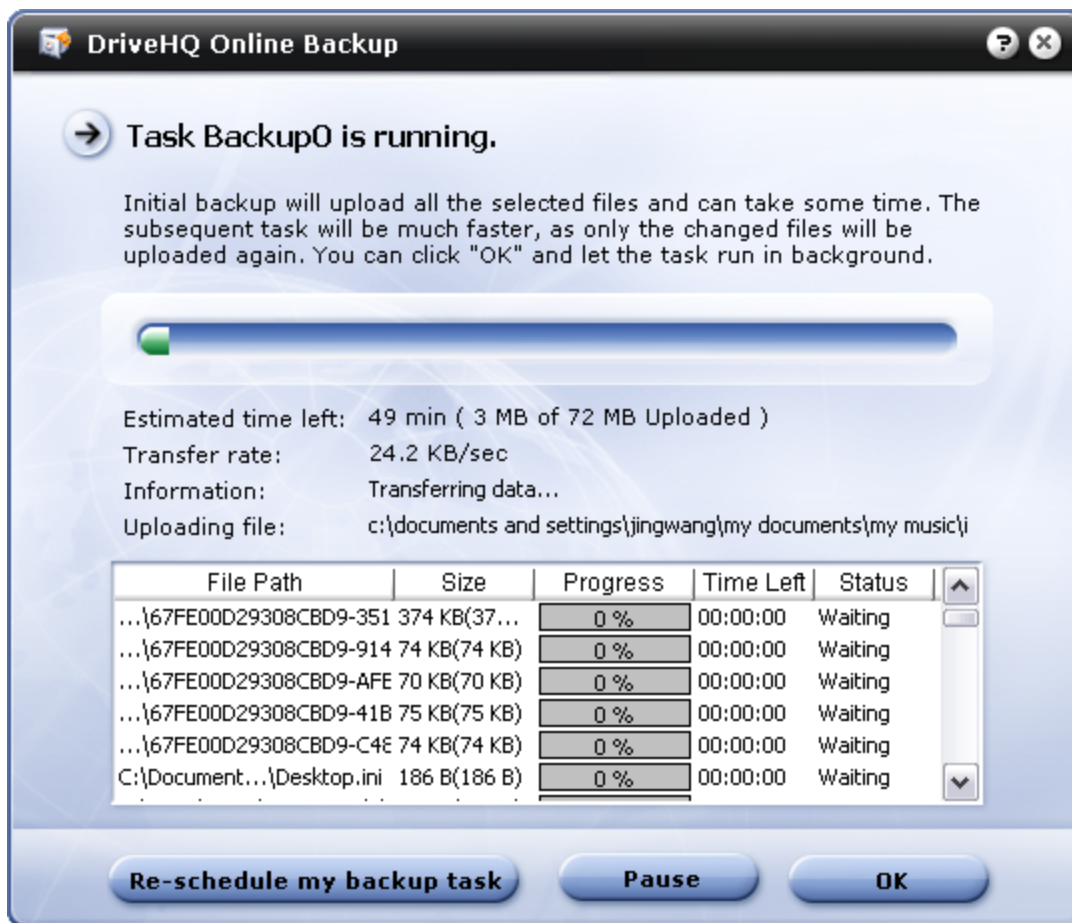 DriveHQ Online Backup
Task Backup0 is running.
Initial backup will upload all the selected files and can take some time. The
subsequent task will be much faster, as only the changed files will be
uploaded again. You can click "OK" and let the task run in background.
Estimated time left: 49 min ( 3 MB of 72 MB Uploaded )
Transfer rate: 24.2 KB/sec
Information: Transferring data...
Uploading file: c:\documents and settings\jingwang\my documents\my music\i
File Path Size Progress Time Left Status
...\67FE00D29308CBD9-351 374 KB(37... 0 % 00:00:00 Waiting
...\67FE00D29308CBD9-914 74 KB(74 KB) 0 % 00:00:00 Waiting
...\67FE00D29308CBD9-AFE 70 KB(70 KB) 0 % 00:00:00 Waiting
...\67FE00D29308CBD9-41B 75 KB(75 KB) 0 % 00:00:00 Waiting
...\67FE00D29308CBD9-C48 74 KB(74 KB) 0 % 00:00:00 Waiting
C:\Document...\Desktop.ini 186 B(186 B) 0 % 00:00:00 Waiting
Re-schedule my backup task Pause OK